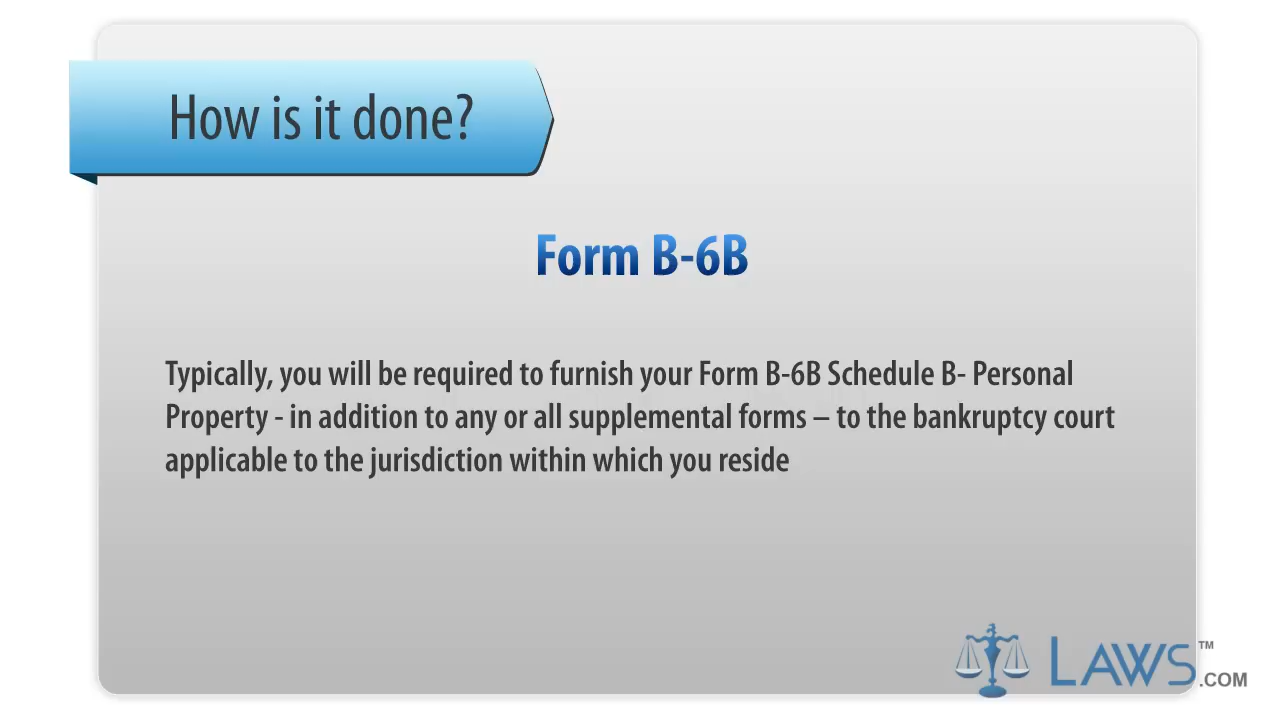 How is it done?
Form B-6B
Typically, you will be required to furnish your Form B-6B Schedule B- Personal
Property - in addition to any or all supplemental forms – to the bankruptcy court
applicable to the jurisdiction within which you reside
LAWS™
.COM